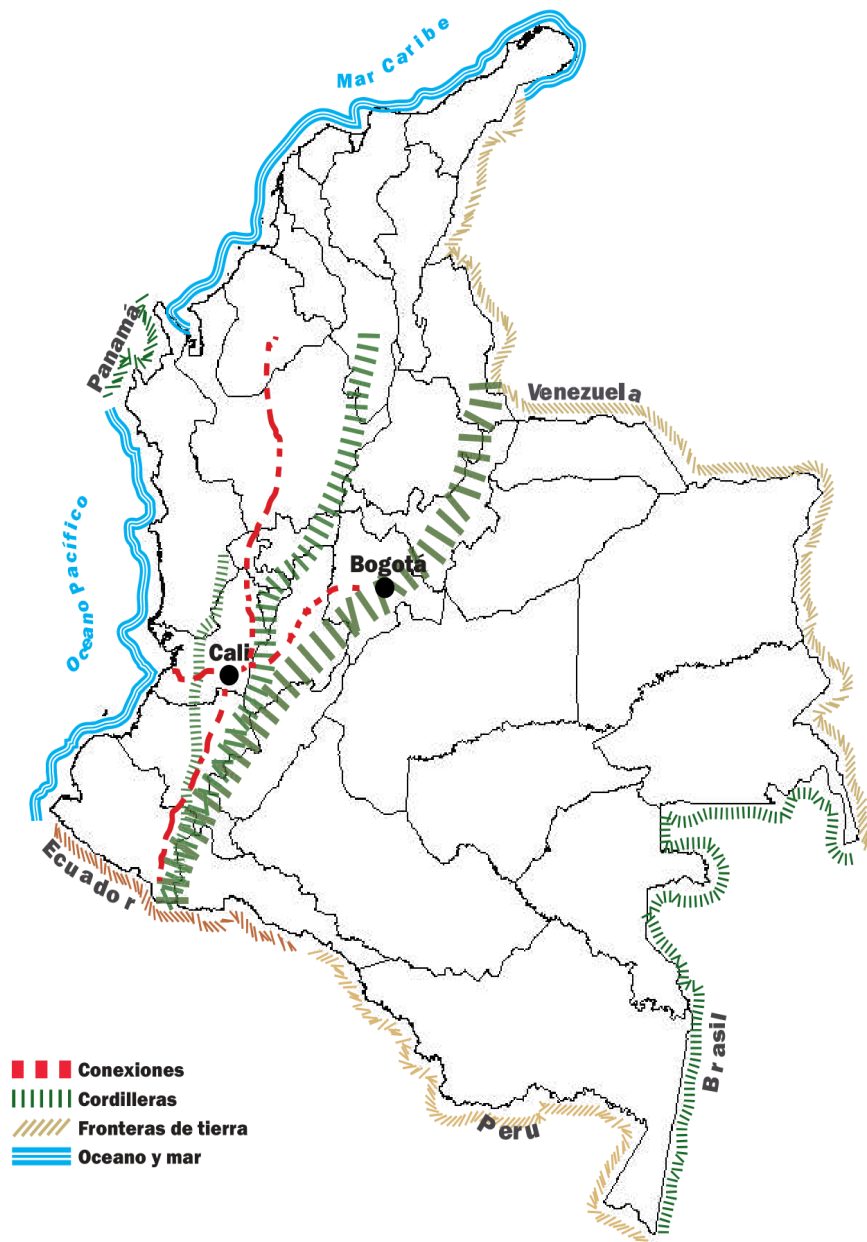 Mar Caribe
Panamá
Venezuela
Oceano Pacífico
Bogotá
Cali
Ecuador
Brasil
Peru
Conexiones
Cordilleras
Fronteras de tierra
Oceano y mar